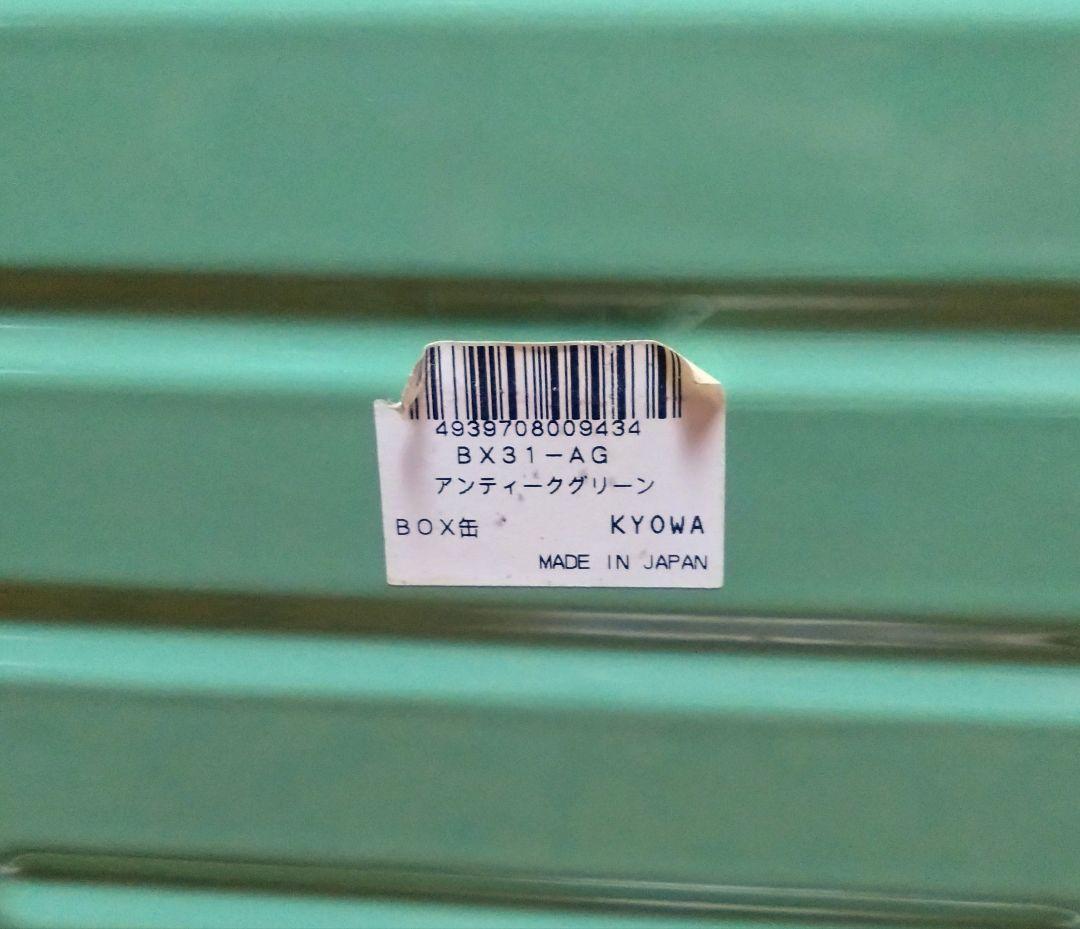 4939708009434
BX31-AG
アンティークグリーン
BOX缶 KYOWA
MADE IN JAPAN